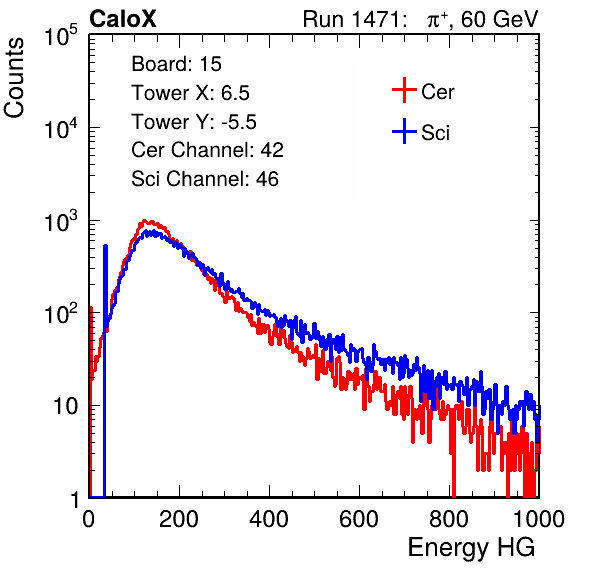 CaloX Run 1471: π⁺, 60 GeV
Counts
Board: 15
Tower X: 6.5
Tower Y: -5.5
Cer Channel: 42
Sci Channel: 46
Cer
Sci
10⁵
10⁴
10³
10²
10
1
0 200 400 600 800 1000
Energy HG